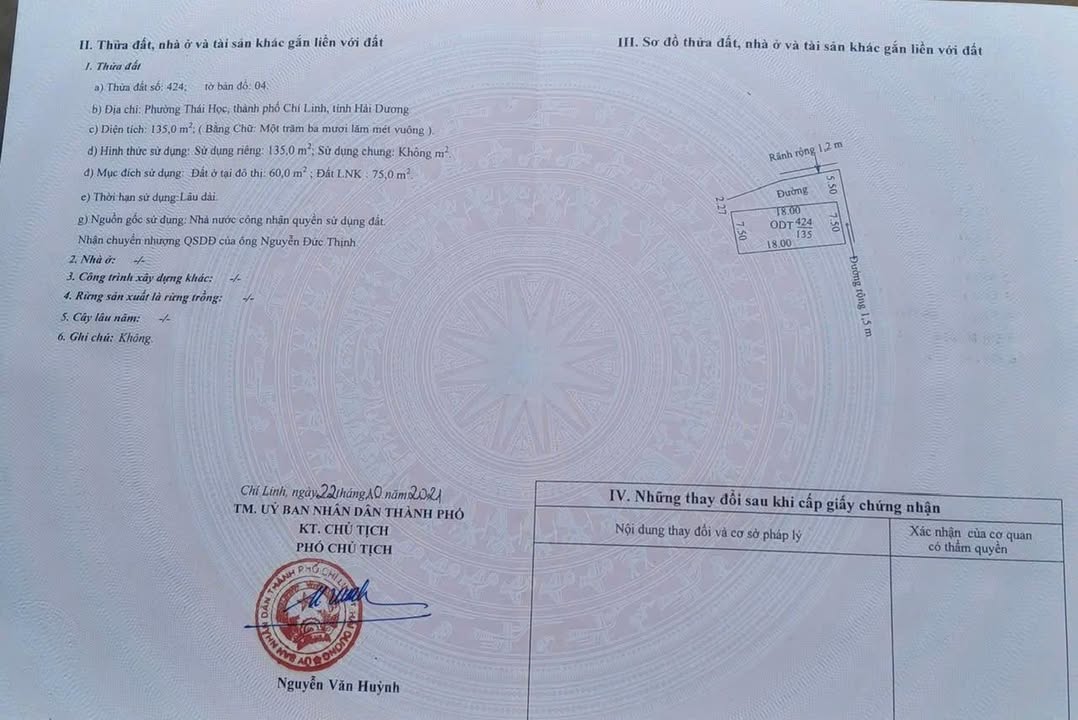 II. Thửa đất, nhà ở và tài sản khác gắn liền với đất
1. Thửa đất
a) Thửa đất số: 424; tờ bản đồ: 04.
b) Địa chỉ: Phường Thái Học, thành phố Chí Linh, tỉnh Hải Dương
c) Diện tích: 135,0 m²; ( Bằng Chữ: Một trăm ba mươi lăm mét vuông ).
d) Hình thức sử dụng: Sử dụng riêng: 135,0 m²; Sử dụng chung: Không m².
đ) Mục đích sử dụng: Đất ở tại đô thị: 60,0 m² ; Đất LNK : 75,0 m².
e) Thời hạn sử dụng:Lâu dài.
g) Nguồn gốc sử dụng: Nhà nước công nhận quyền sử dụng đất.
Nhận chuyển nhượng QSDĐ của ông Nguyễn Đức Thịnh
2. Nhà ở: -/-
3. Công trình xây dựng khác: -/-
4. Rừng sản xuất là rừng trồng: -/-
5. Cây lâu năm: -/-
6. Ghi chú: Không.
Chí Linh, ngày 22 tháng 10 năm 2021
TM. UỶ BAN NHÂN DÂN THÀNH PHỐ
KT. CHỦ TỊCH
PHÓ CHỦ TỊCH
UỶ BAN NHÂN DÂN THÀNH PHỐ CHÍ LINH
Nguyễn Văn Huỳnh
III. Sơ đồ thửa đất, nhà ở và tài sản khác gắn liền với đất
Rãnh rộng 1,2 m
5.50
Đường
2.27
18.00
7.50
ODT 424
135
7.50
18.00
Đường rộng 1,5 m
IV. Những thay đổi sau khi cấp giấy chứng nhận
Nội dung thay đổi và cơ sở pháp lý
Xác nhận của cơ quan
có thẩm quyền